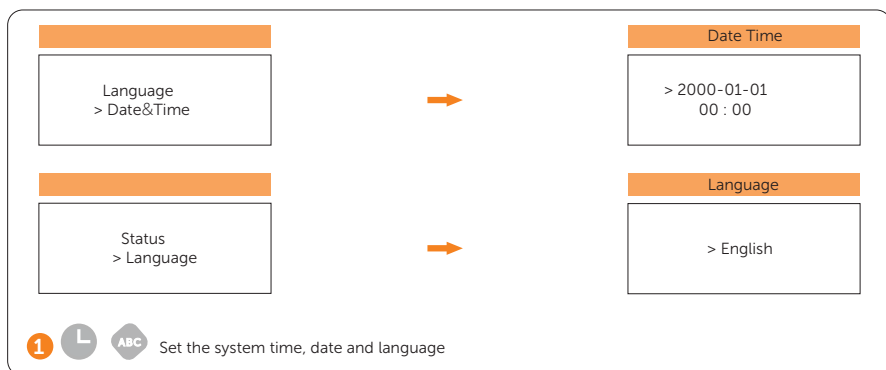 Date Time
Language
> Date&Time
> 2000-01-01
00 : 00
Language
Status
> Language
> English
1
ABC
Set the system time, date and language